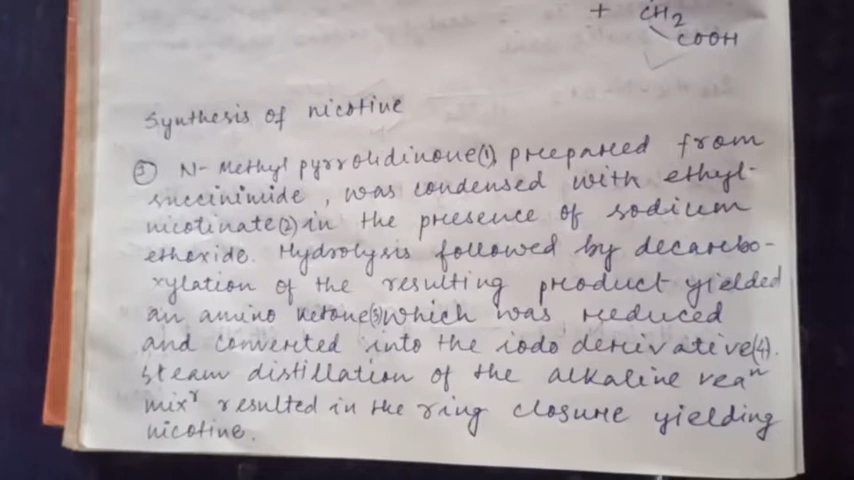 + CH2
COOH
Synthesis of nicotine
③ N-Methyl pyrrolidinone(1) prepared from
succinimide, was condensed with ethyl-
nicotinate(2) in the presence of sodium
ethoxide. Hydrolysis followed by decarbo-
xylation of the resulting product yielded
an amino ketone(3) which was reduced
and converted into the iodo derivative(4).
Steam distillation of the alkaline reaⁿ
mixʳ resulted in the ring closure yielding
nicotine.